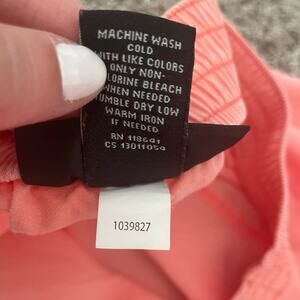 MACHINE WASH
COLD
WITH LIKE COLORS
ONLY NON-
LORINE BLEACH
WHEN NEEDED
UMBLE DRY LOW
WARM IRON
IF NEEDED
RN 118641
CS 13011054
1039827